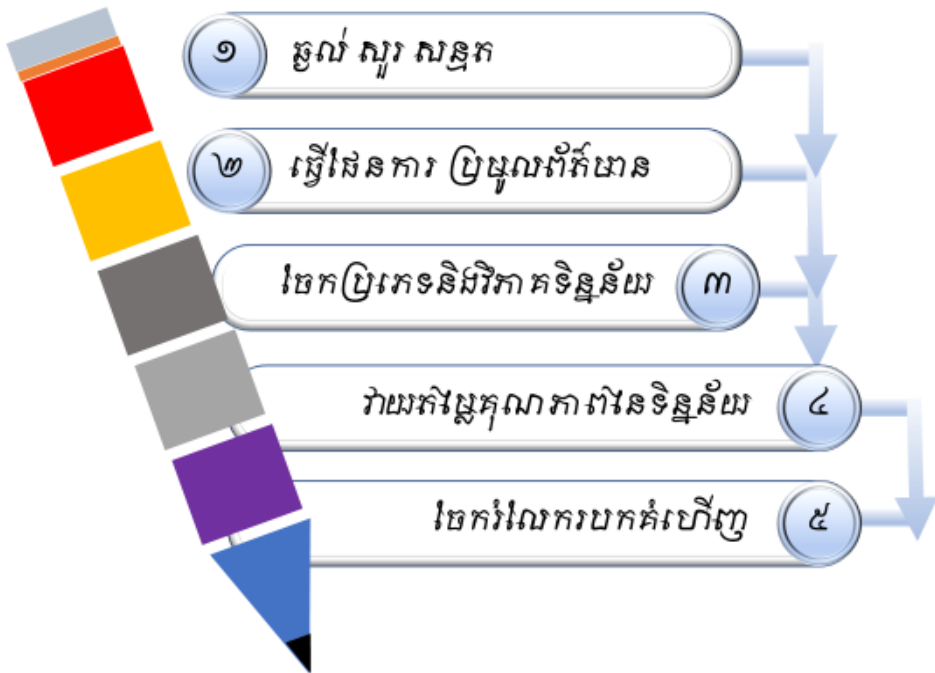 ១ ឆ្ងល់ សួរ សន្មត
២ ធ្វើផែនការ ប្រមូលព័ត៌មាន
ចែកប្រភេទនិងវិភាគទិន្នន័យ ៣
វាយតម្លៃគុណភាពនៃទិន្នន័យ ៤
ចែករំលែករបកគំហើញ ៥